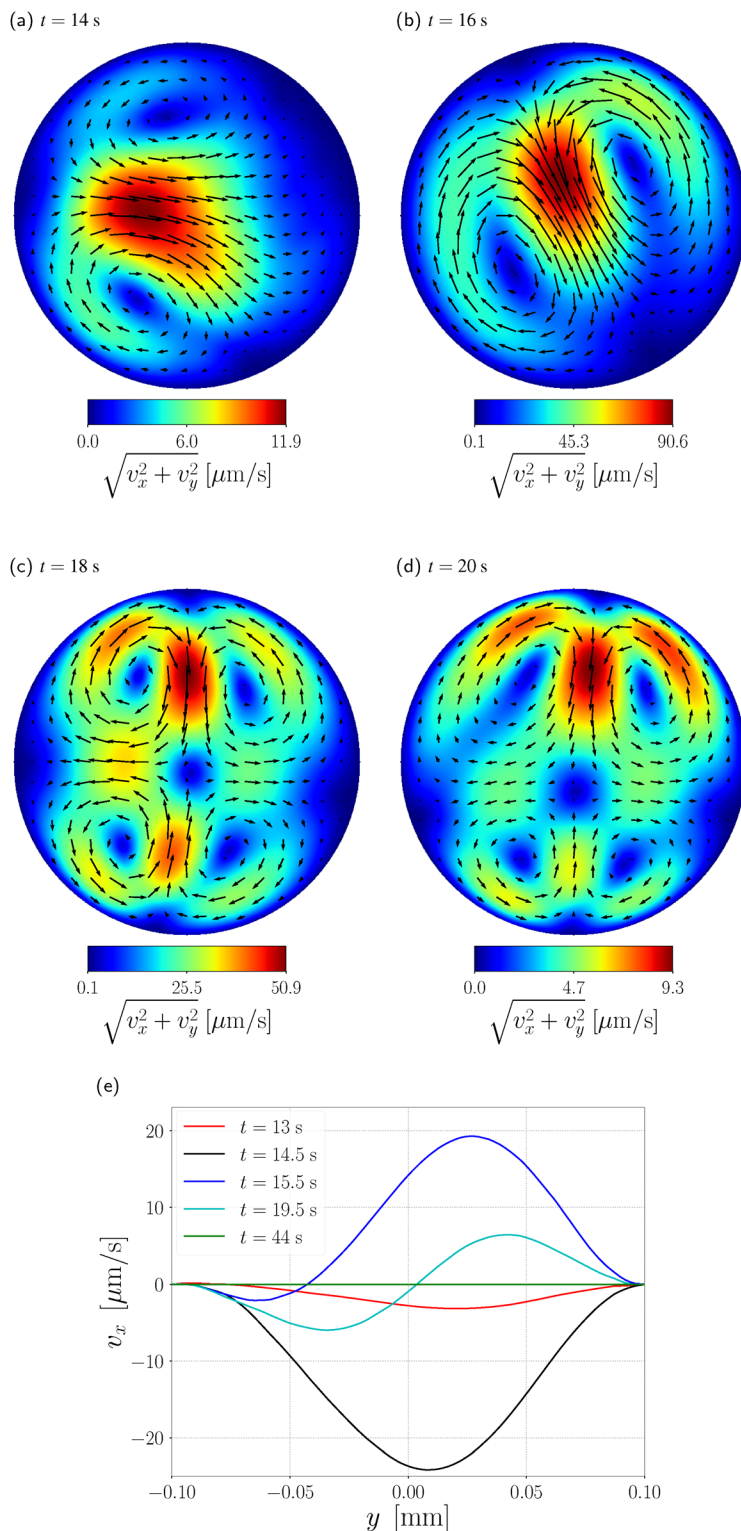 (a) t = 14 s
(b) t = 16 s
0.0 6.0 11.9
√(v_x^2 + v_y^2) [μm/s]
0.1 45.3 90.6
√(v_x^2 + v_y^2) [μm/s]
(c) t = 18 s
(d) t = 20 s
0.1 25.5 50.9
√(v_x^2 + v_y^2) [μm/s]
0.0 4.7 9.3
√(v_x^2 + v_y^2) [μm/s]
(e)
t = 13 s
t = 14.5 s
t = 15.5 s
t = 19.5 s
t = 44 s
20
10
0
−10
−20
v_x [μm/s]
−0.10 −0.05 0.00 0.05 0.10
y [mm]